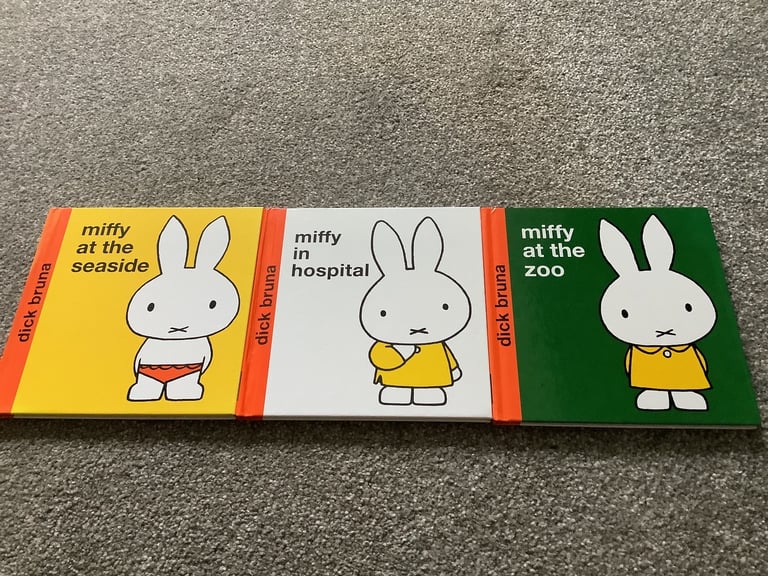 dick bruna
miffy
at the
seaside
dick bruna
miffy
in
hospital
dick bruna
miffy
at the
zoo